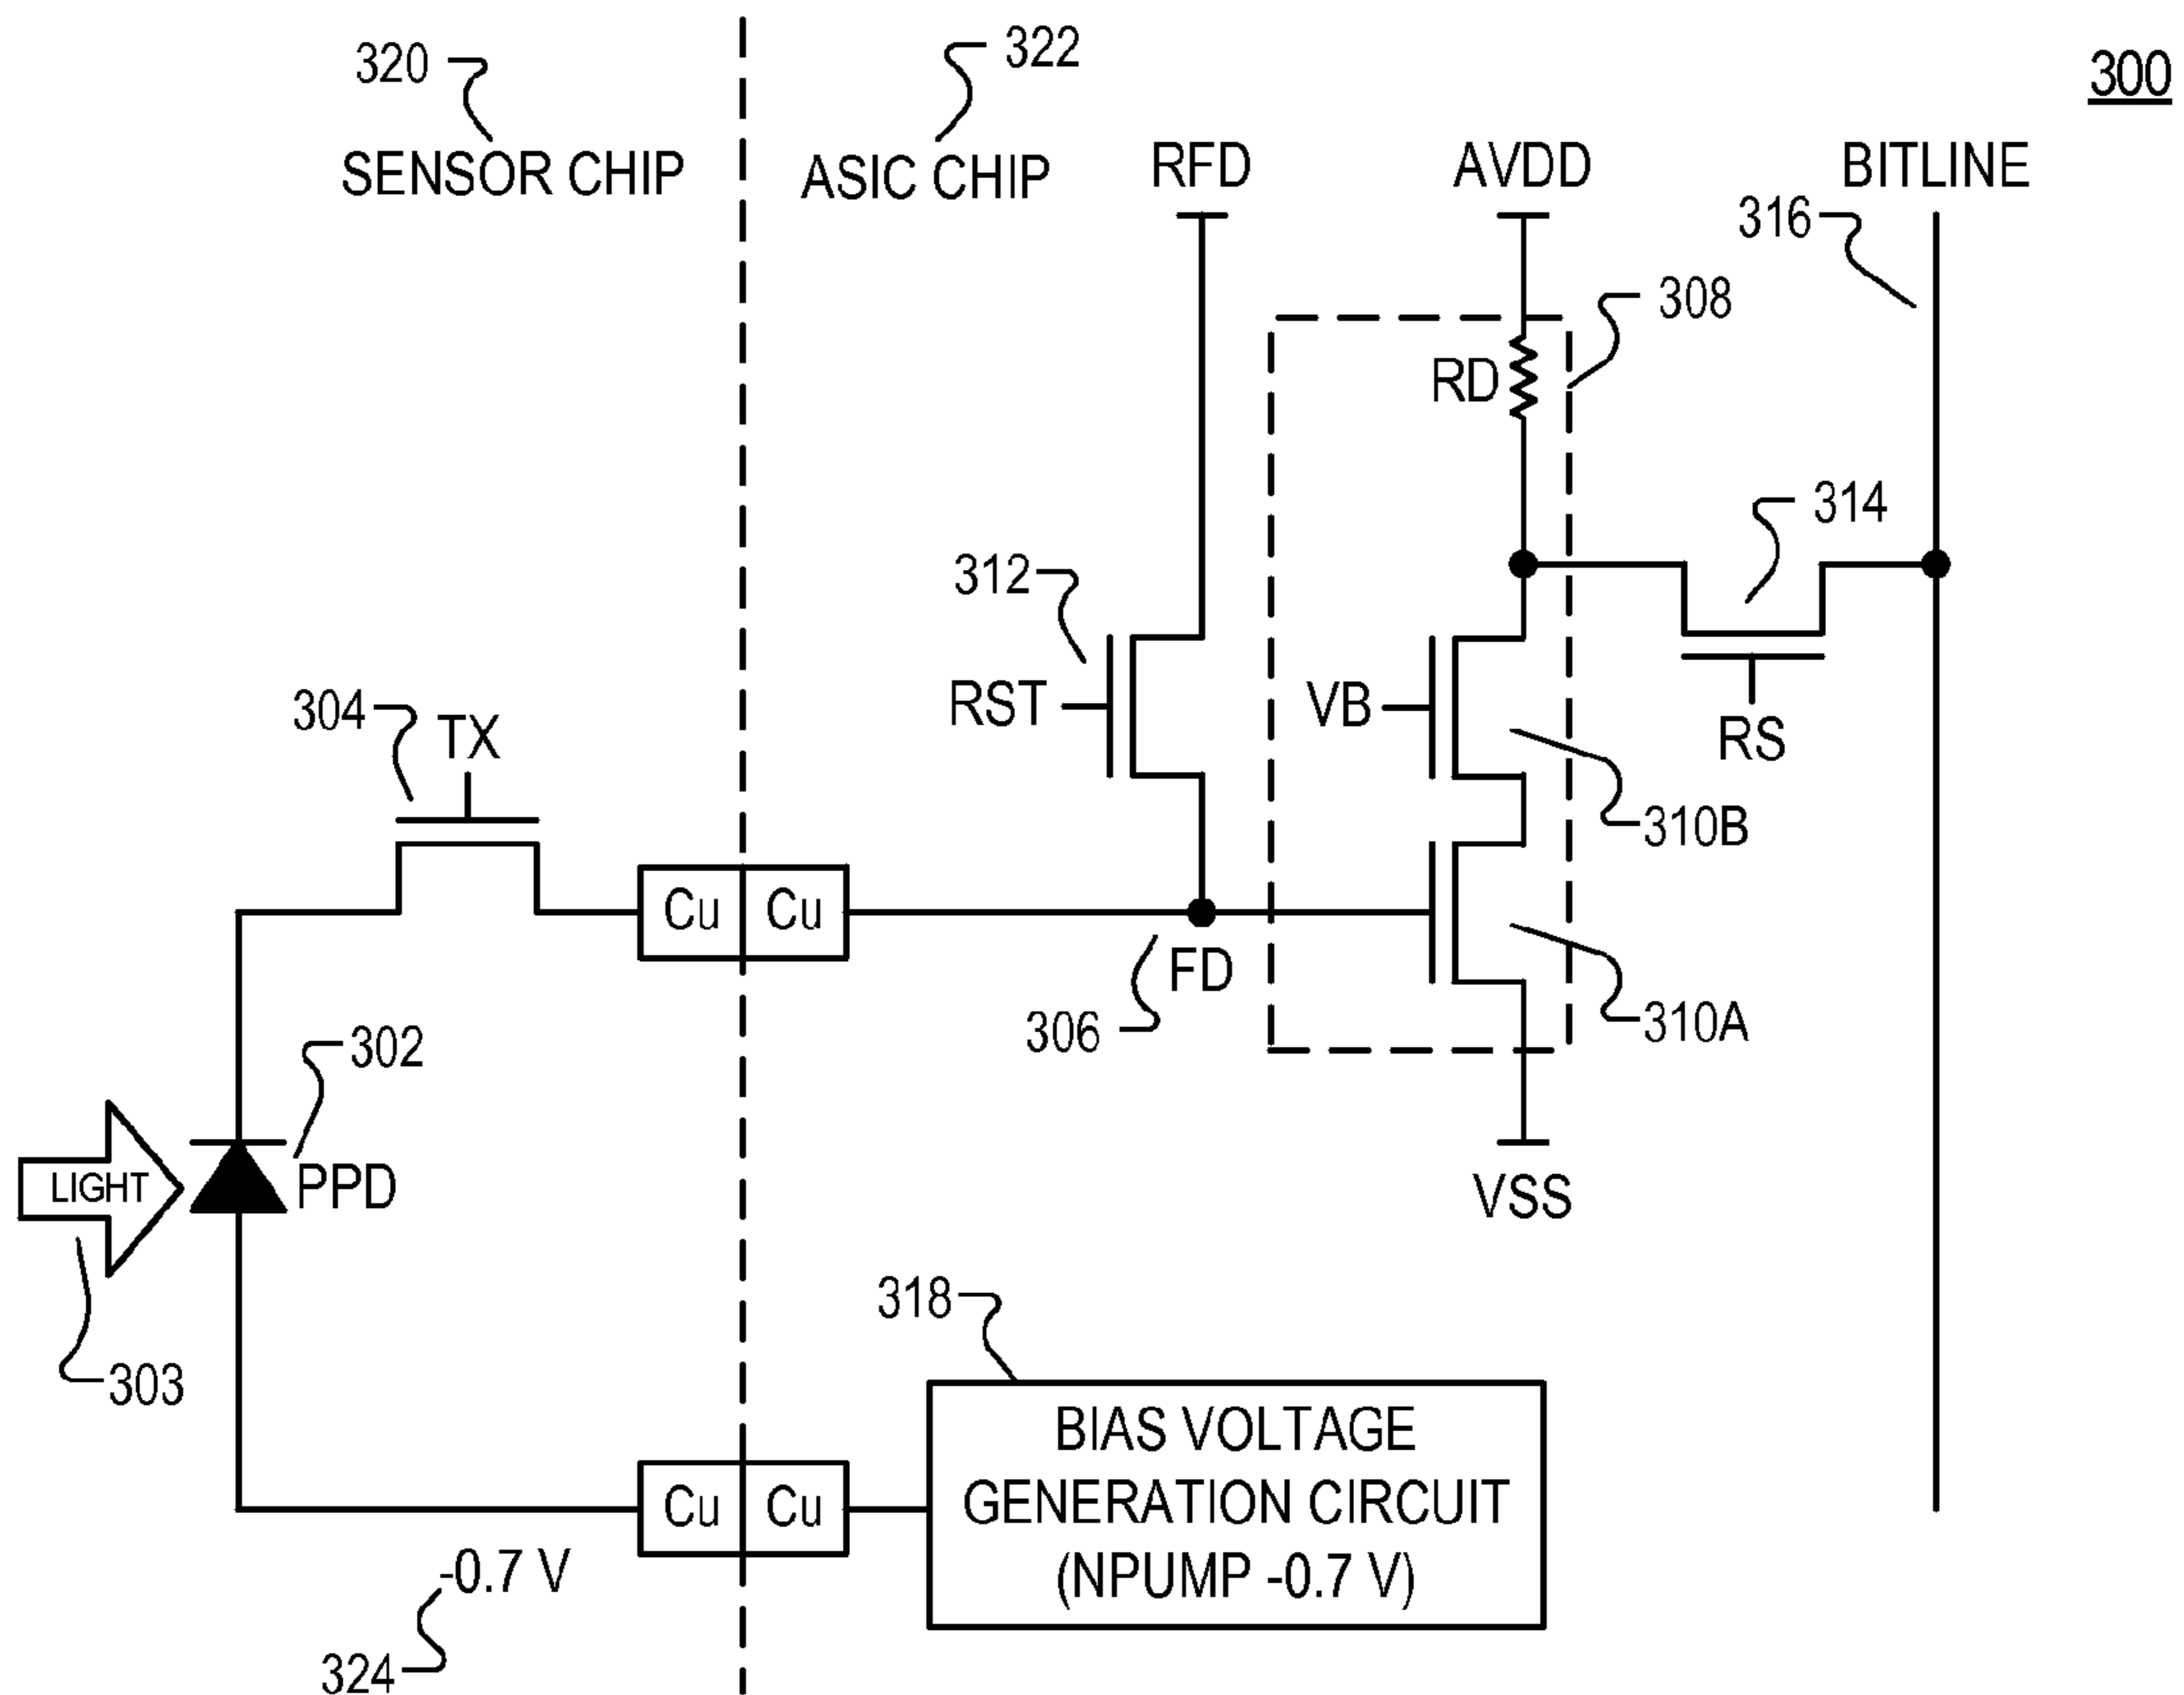 300
320
322
SENSOR CHIP
ASIC CHIP
RFD
AVDD
BITLINE
316
308
RD
314
312
RST
VB
RS
304
TX
310B
Cu
Cu
FD
306
310A
302
LIGHT
PPD
VSS
303
318
BIAS VOLTAGE
GENERATION CIRCUIT
(NPUMP -0.7 V)
Cu
Cu
-0.7 V
324